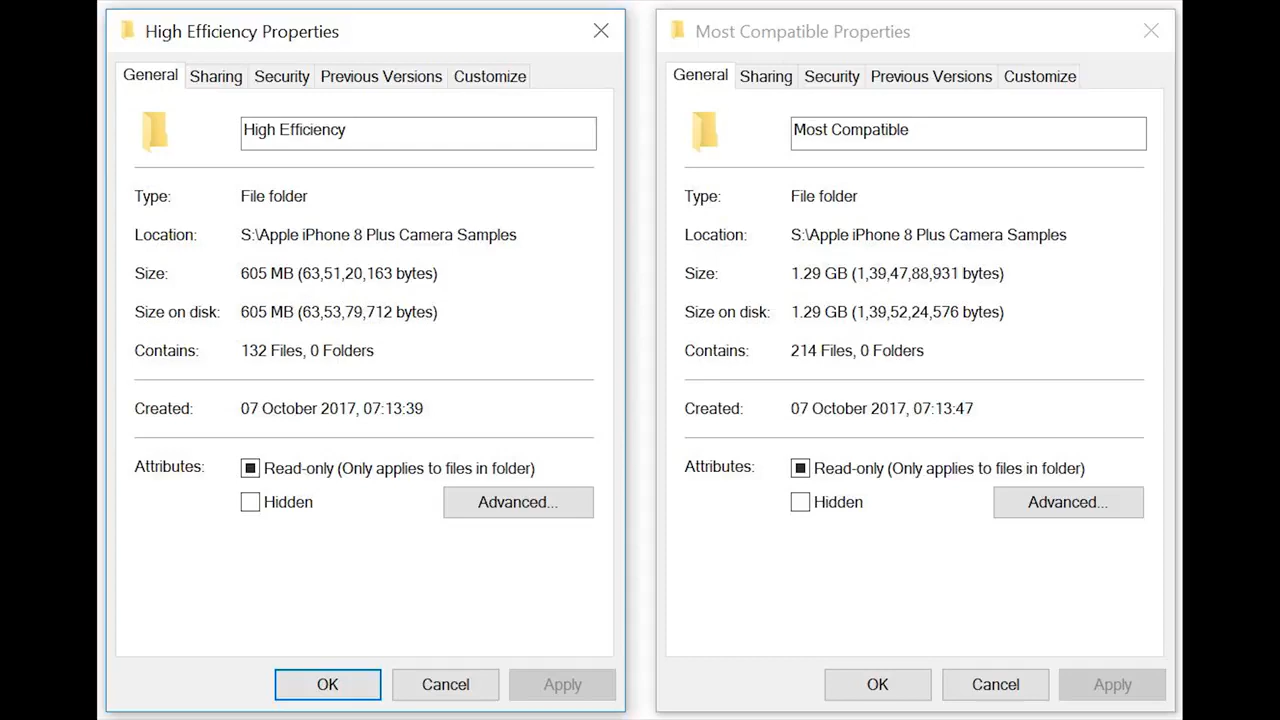 High Efficiency Properties
General Sharing Security Previous Versions Customize
High Efficiency
Type: File folder
Location: S:\Apple iPhone 8 Plus Camera Samples
Size: 605 MB (63,51,20,163 bytes)
Size on disk: 605 MB (63,53,79,712 bytes)
Contains: 132 Files, 0 Folders
Created: 07 October 2017, 07:13:39
Attributes: Read-only (Only applies to files in folder)
Hidden Advanced...
OK Cancel Apply
Most Compatible Properties
General Sharing Security Previous Versions Customize
Most Compatible
Type: File folder
Location: S:\Apple iPhone 8 Plus Camera Samples
Size: 1.29 GB (1,39,47,88,931 bytes)
Size on disk: 1.29 GB (1,39,52,24,576 bytes)
Contains: 214 Files, 0 Folders
Created: 07 October 2017, 07:13:47
Attributes: Read-only (Only applies to files in folder)
Hidden Advanced...
OK Cancel Apply